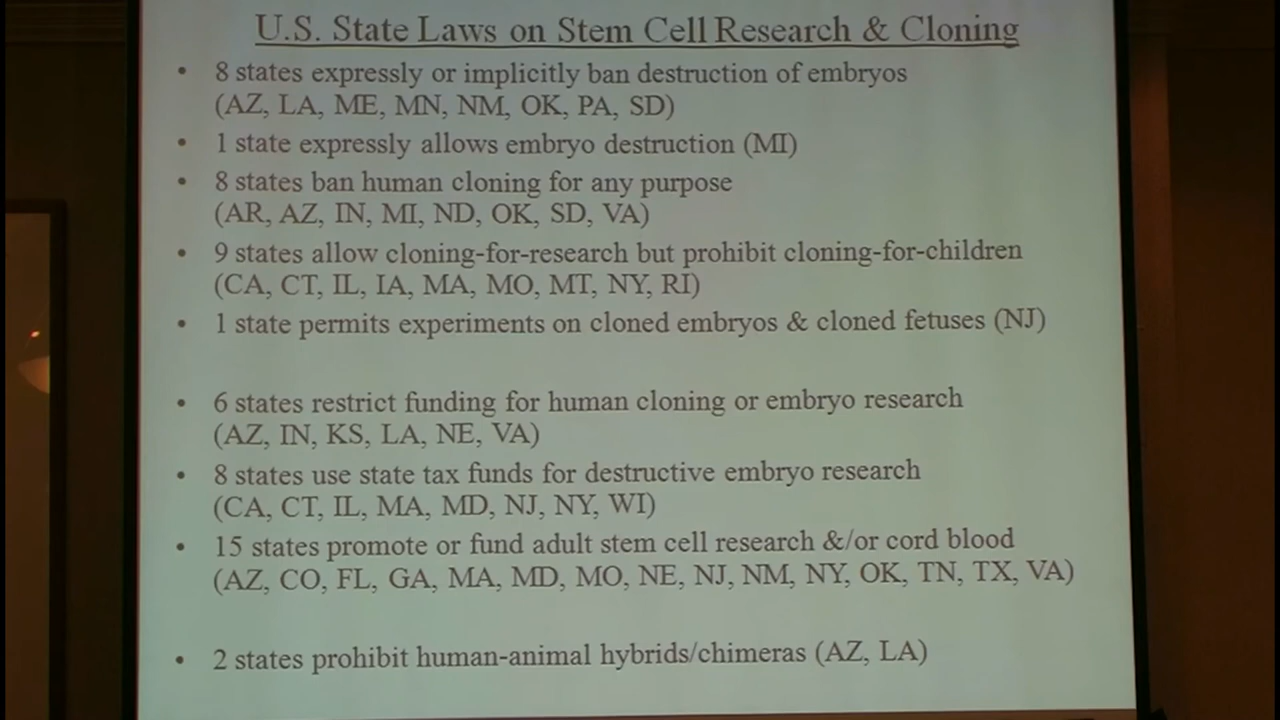 U.S. State Laws on Stem Cell Research & Cloning
• 8 states expressly or implicitly ban destruction of embryos
(AZ, LA, ME, MN, NM, OK, PA, SD)
• 1 state expressly allows embryo destruction (MI)
• 8 states ban human cloning for any purpose
(AR, AZ, IN, MI, ND, OK, SD, VA)
• 9 states allow cloning-for-research but prohibit cloning-for-children
(CA, CT, IL, IA, MA, MO, MT, NY, RI)
• 1 state permits experiments on cloned embryos & cloned fetuses (NJ)
• 6 states restrict funding for human cloning or embryo research
(AZ, IN, KS, LA, NE, VA)
• 8 states use state tax funds for destructive embryo research
(CA, CT, IL, MA, MD, NJ, NY, WI)
• 15 states promote or fund adult stem cell research &/or cord blood
(AZ, CO, FL, GA, MA, MD, MO, NE, NJ, NM, NY, OK, TN, TX, VA)
• 2 states prohibit human-animal hybrids/chimeras (AZ, LA)